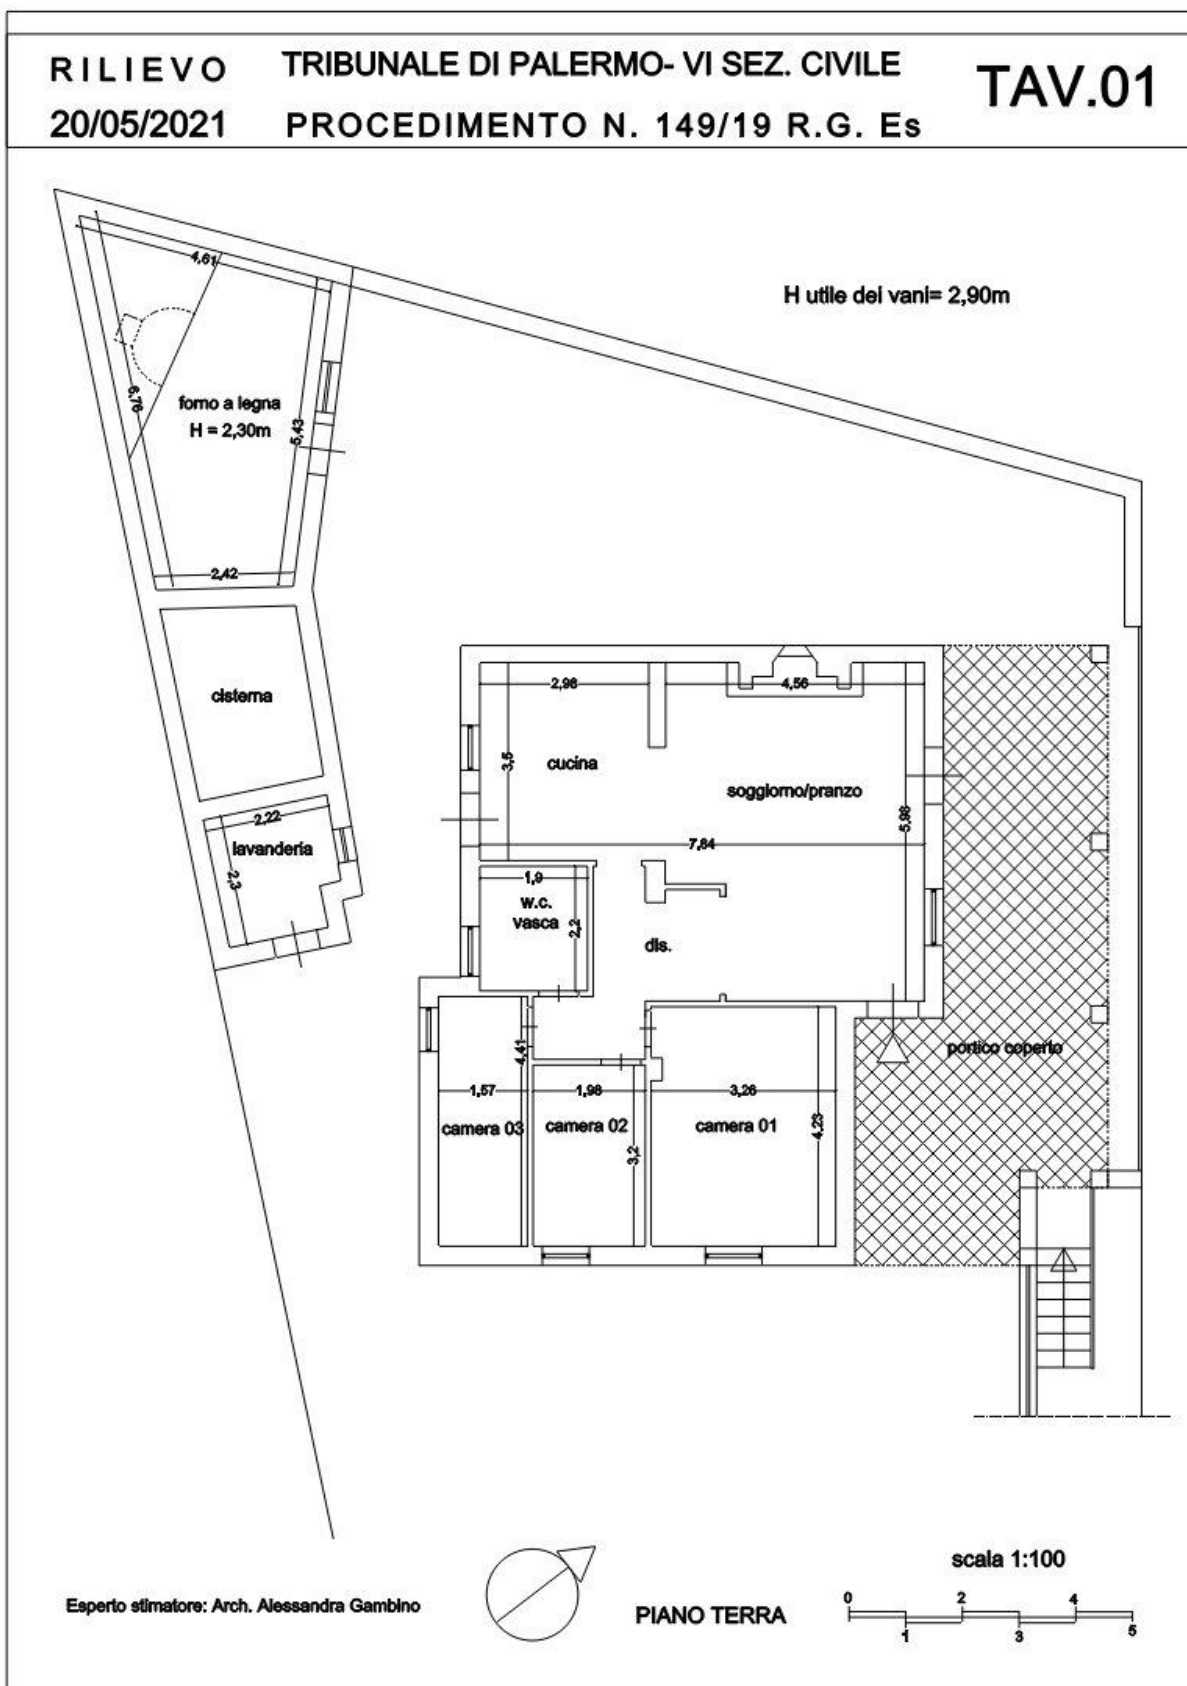 RILIEVO
20/05/2021
TRIBUNALE DI PALERMO- VI SEZ. CIVILE
PROCEDIMENTO N. 149/19 R.G. Es
TAV.01
H utile dei vani= 2,90m
4,61
6,76
forno a legna
H = 2,30m
5,43
2,42
cisterna
2,22
lavanderia
2,3
2,98
4,56
3,5
cucina
soggiorno/pranzo
5,98
7,84
1,9
w.c.
vasca
2,2
dis.
portico coperto
4,41
1,57
1,98
3,26
camera 03
camera 02
camera 01
3,2
4,23
scala 1:100
0
2
4
1
3
5
Esperto stimatore: Arch. Alessandra Gambino
PIANO TERRA